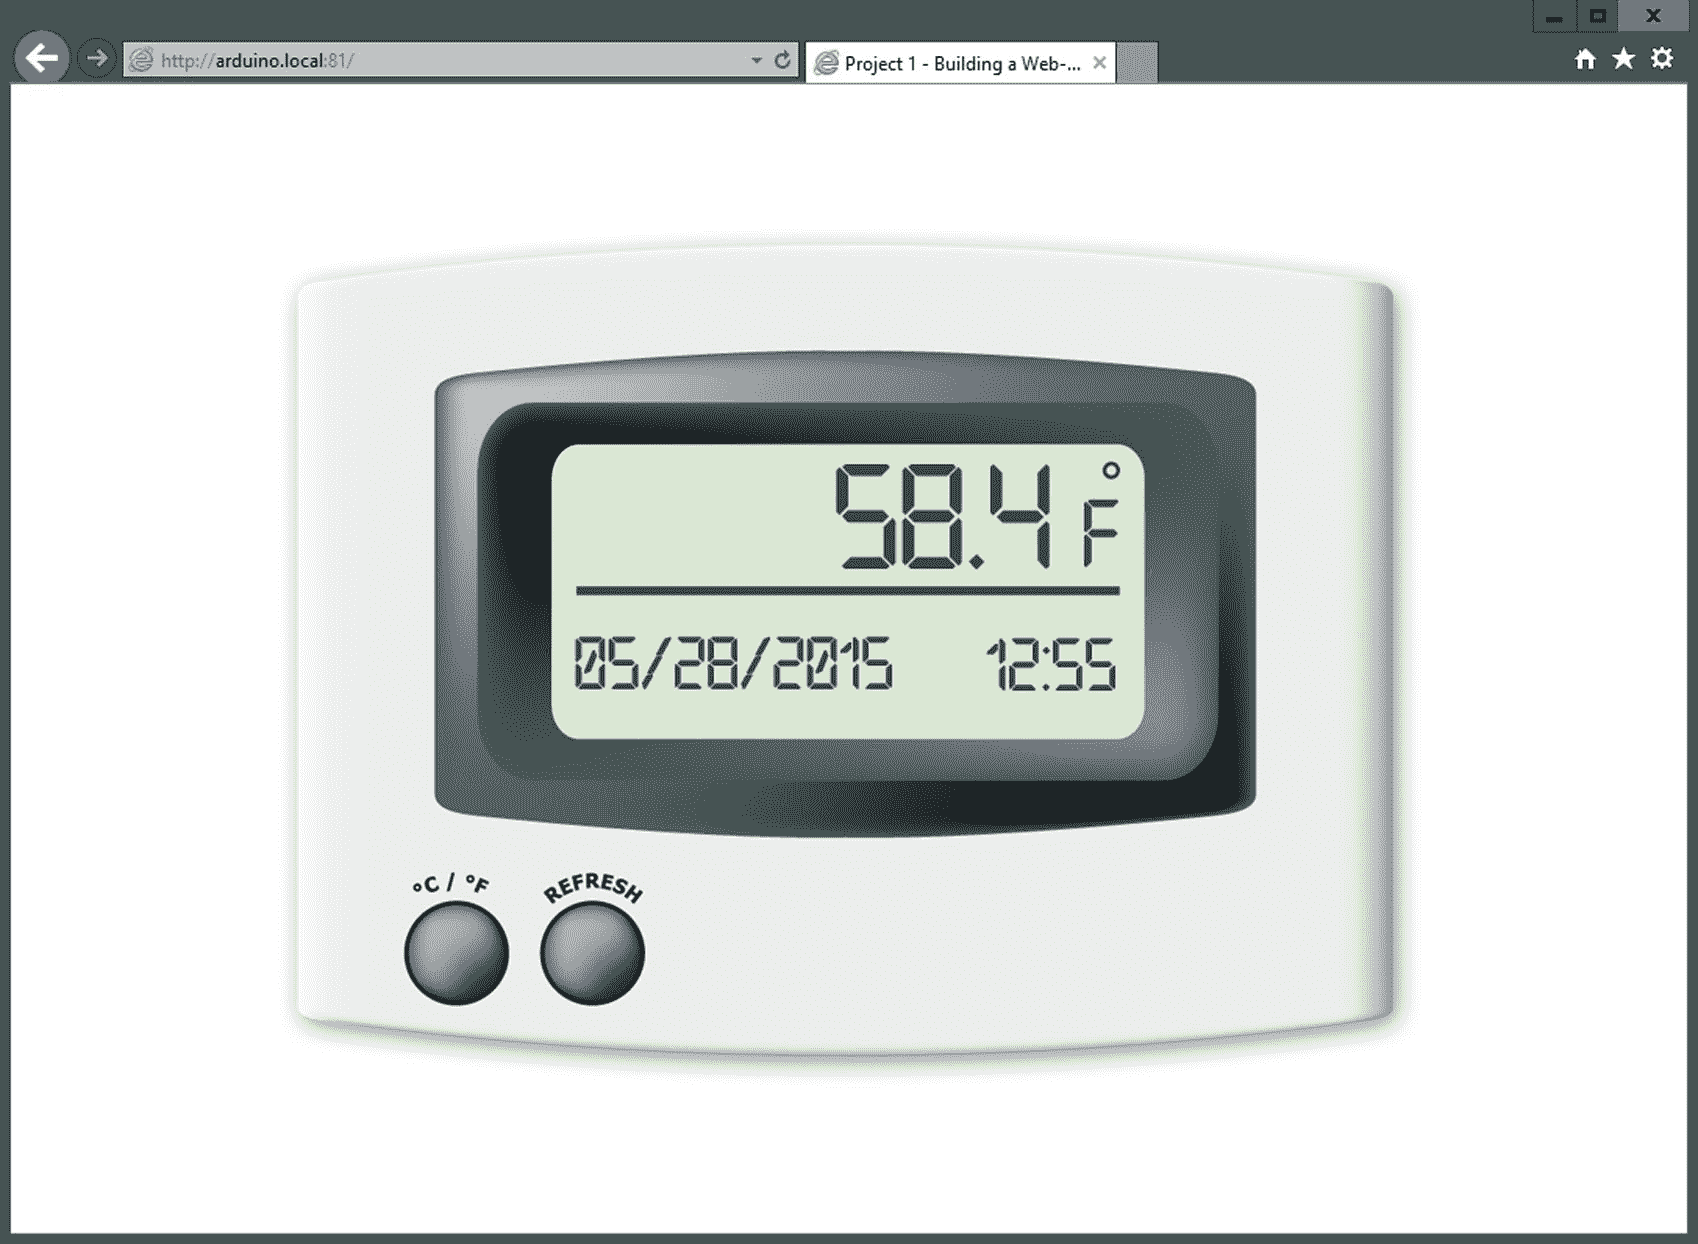 http://arduino.local:81/
Project 1 - Building a Web-...
58.4 °F
05/28/2015 12:55
°C / °F
REFRESH